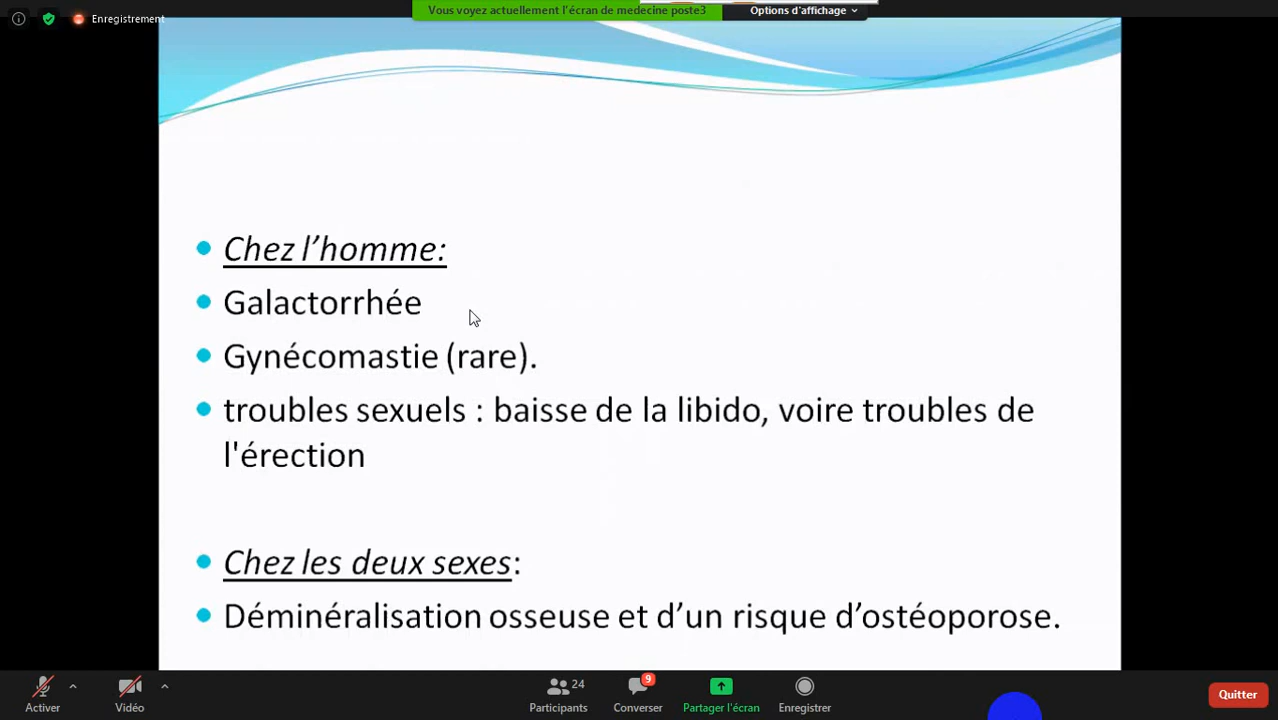 Enregistrement
Vous voyez actuellement l'écran de medecine poste3
Options d'affichage
Chez l’homme:
Galactorrhée
Gynécomastie (rare).
troubles sexuels : baisse de la libido, voire troubles de
l'érection
Chez les deux sexes:
Déminéralisation osseuse et d’un risque d’ostéoporose.
Activer
Vidéo
24
Participants
9
Converser
Partager l'écran
Enregistrer
Quitter